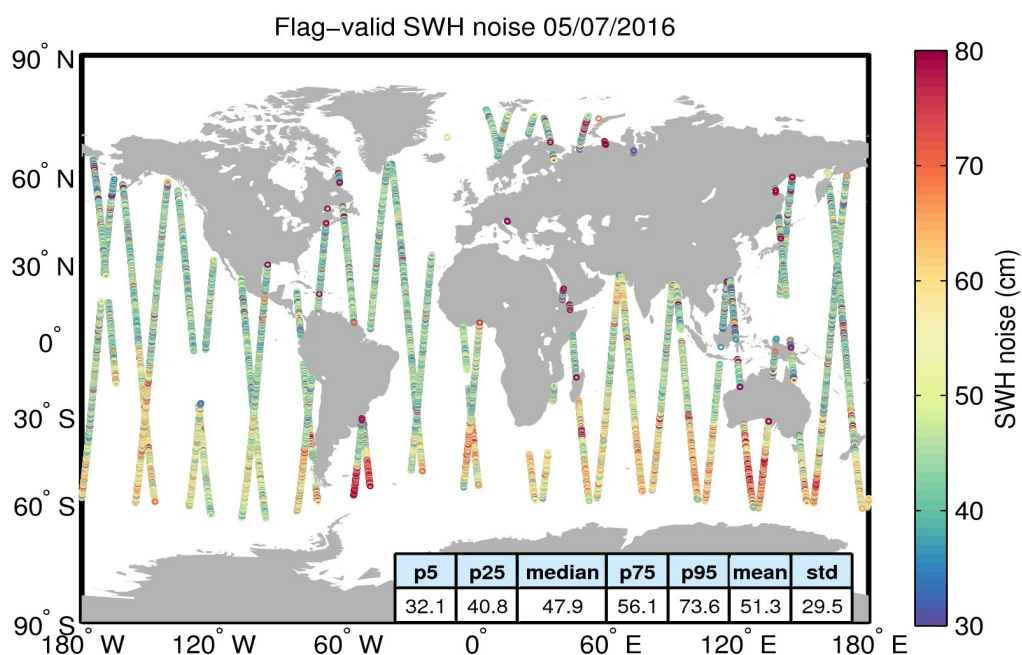 Flag−valid SWH noise 05/07/2016
90° N
60° N
30° N
0°
30° S
60° S
90° S
180° W
120° W
60° W
0°
60° E
120° E
180° E
80
70
60
50
40
30
SWH noise (cm)
p5 p25 median p75 p95 mean std
32.1 40.8 47.9 56.1 73.6 51.3 29.5